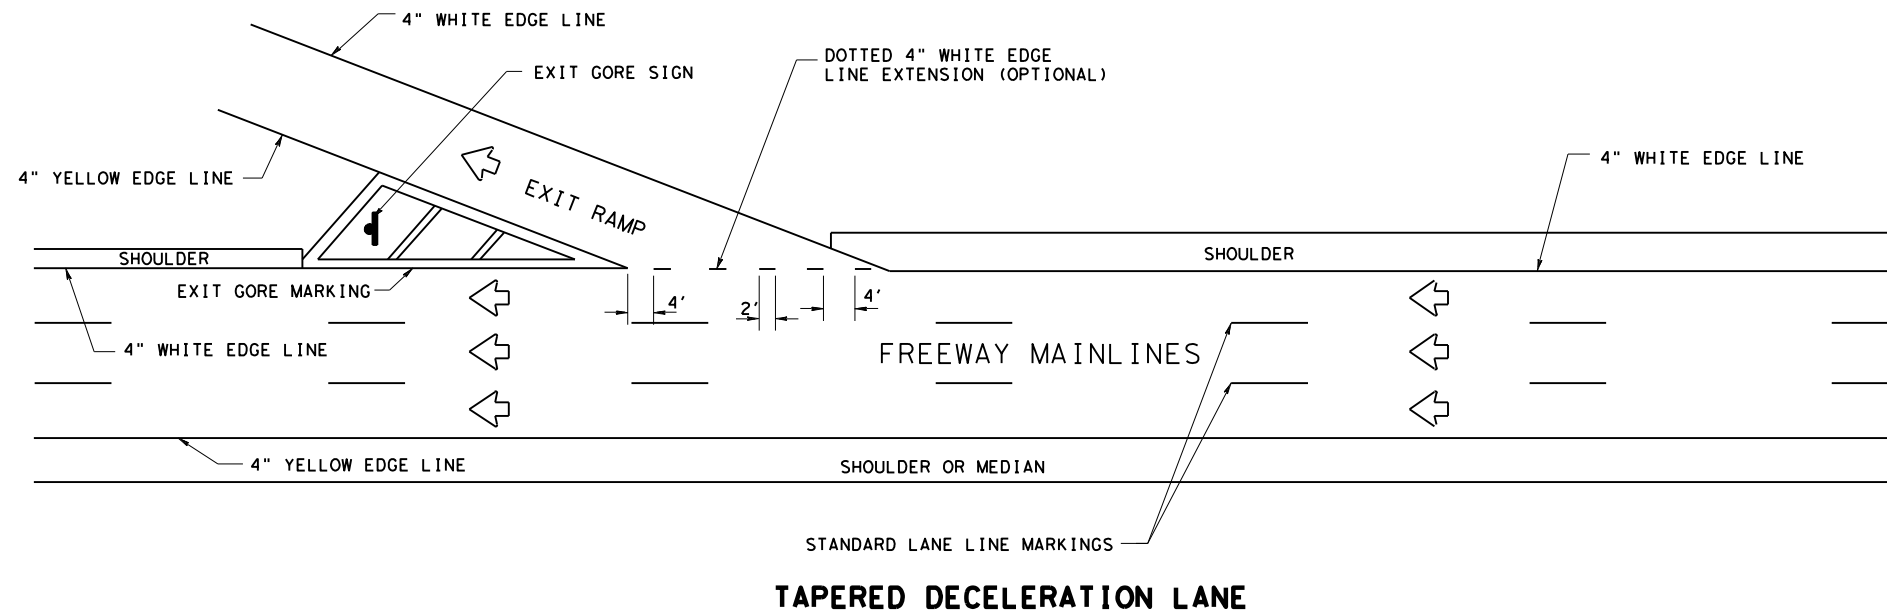 4" WHITE EDGE LINE
EXIT GORE SIGN
DOTTED 4" WHITE EDGE
LINE EXTENSION (OPTIONAL)
4" YELLOW EDGE LINE
4" WHITE EDGE LINE
EXIT RAMP
SHOULDER
SHOULDER
EXIT GORE MARKING
4'
2'
4'
4" WHITE EDGE LINE
FREEWAY MAINLINES
4" YELLOW EDGE LINE
SHOULDER OR MEDIAN
STANDARD LANE LINE MARKINGS
TAPERED DECELERATION LANE